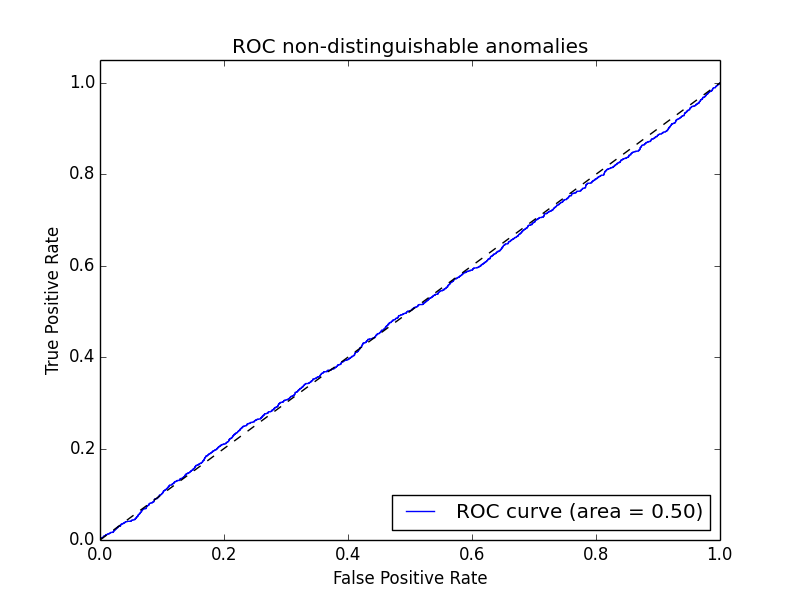 ROC non-distinguishable anomalies
1.0
0.8
0.6
0.4
0.2
0.0
True Positive Rate
ROC curve (area = 0.50)
0.0 0.2 0.4 0.6 0.8 1.0
False Positive Rate